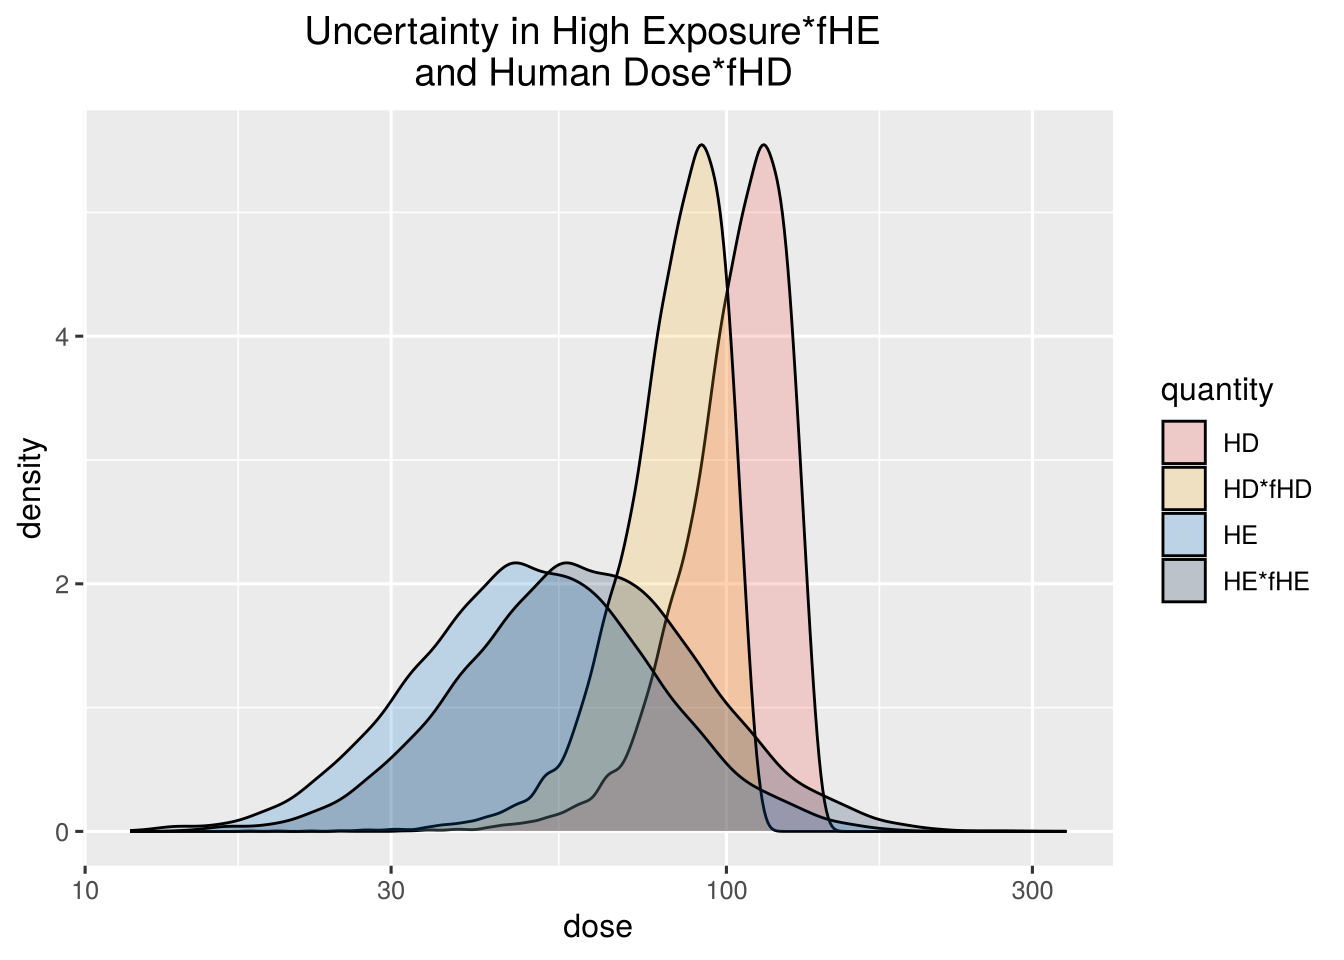 Uncertainty in High Exposure*fHE
and Human Dose*fHD
density
4
2
0
10
30
100
300
dose
quantity
HD
HD*fHD
HE
HE*fHE